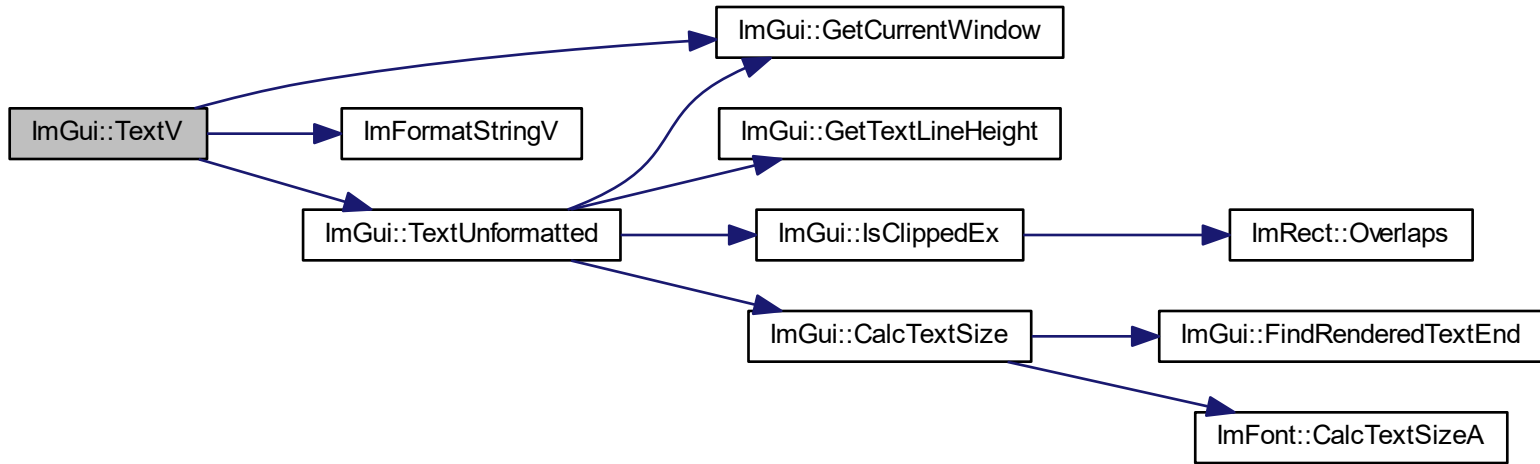 ImGui::GetCurrentWindow
ImGui::TextV
ImFormatStringV
ImGui::GetTextLineHeight
ImGui::TextUnformatted
ImGui::IsClippedEx
ImRect::Overlaps
ImGui::CalcTextSize
ImGui::FindRenderedTextEnd
ImFont::CalcTextSizeA